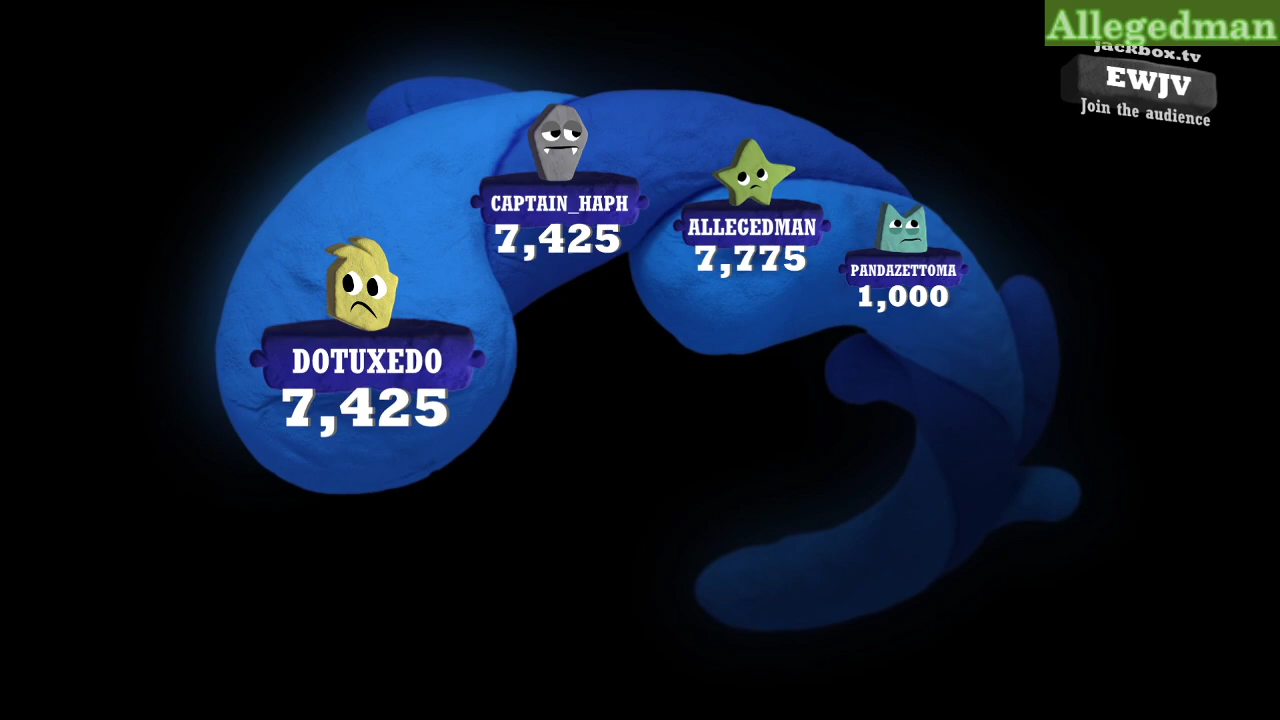 Allegedman
jackbox.tv
EWJV
Join the audience
CAPTAIN_HAPH
7,425
ALLEGEDMAN
7,775
PANDAZETTOMA
1,000
DOTUXEDO
7,425